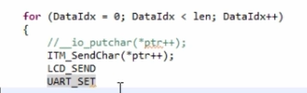 for (DataIdx = 0; DataIdx < len; DataIdx++)
{
//__io_putchar(*ptr++);
ITM_SendChar(*ptr++);
LCD_SEND
UART_SET